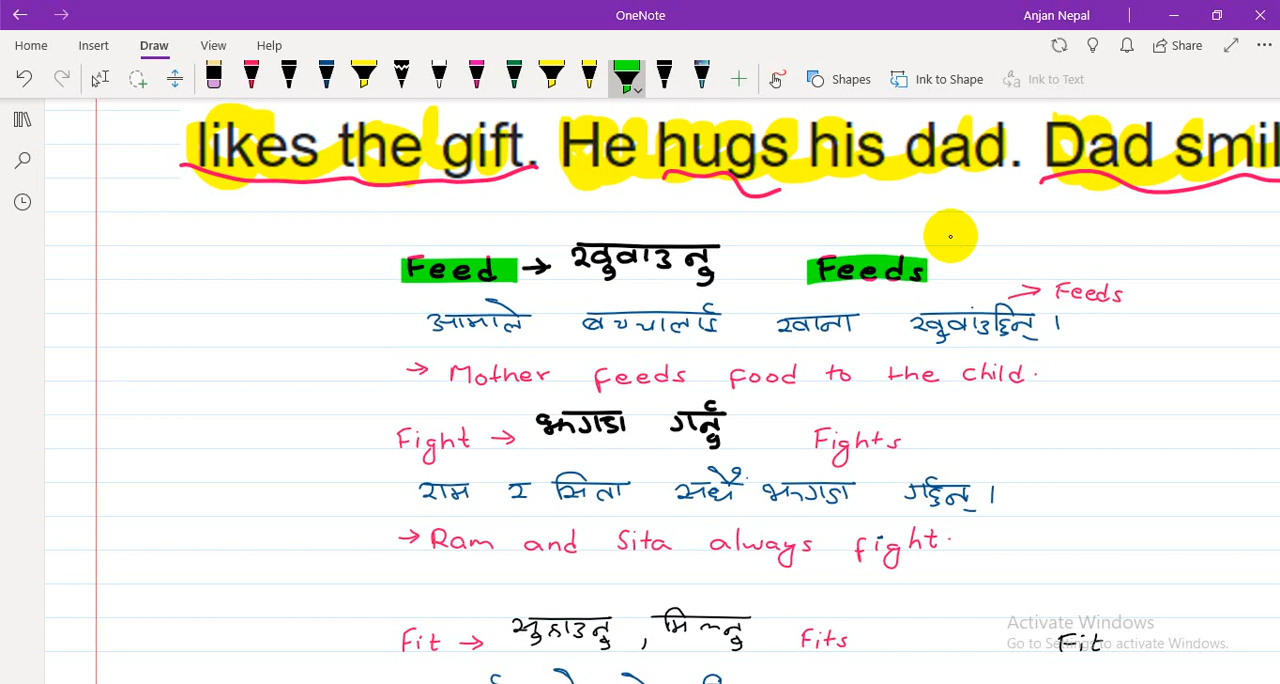 OneNote
Anjan Nepal
Home Insert Draw View Help
Share
Shapes Ink to Shape Ink to Text
likes the gift. He hugs his dad. Dad smil
Feed → खुवाउनु Feeds
→ Feeds
आमाले बच्चालाई खाना खुवाउँछिन् ।
→ Mother feeds food to the child.
Fight → झगडा गर्नु Fights
राम र सिता सधैं झगडा गर्छन् ।
→ Ram and Sita always fight.
Fit → सुहाउनु , मिल्नु Fits Fit
Activate Windows
Go to Settings to activate Windows.